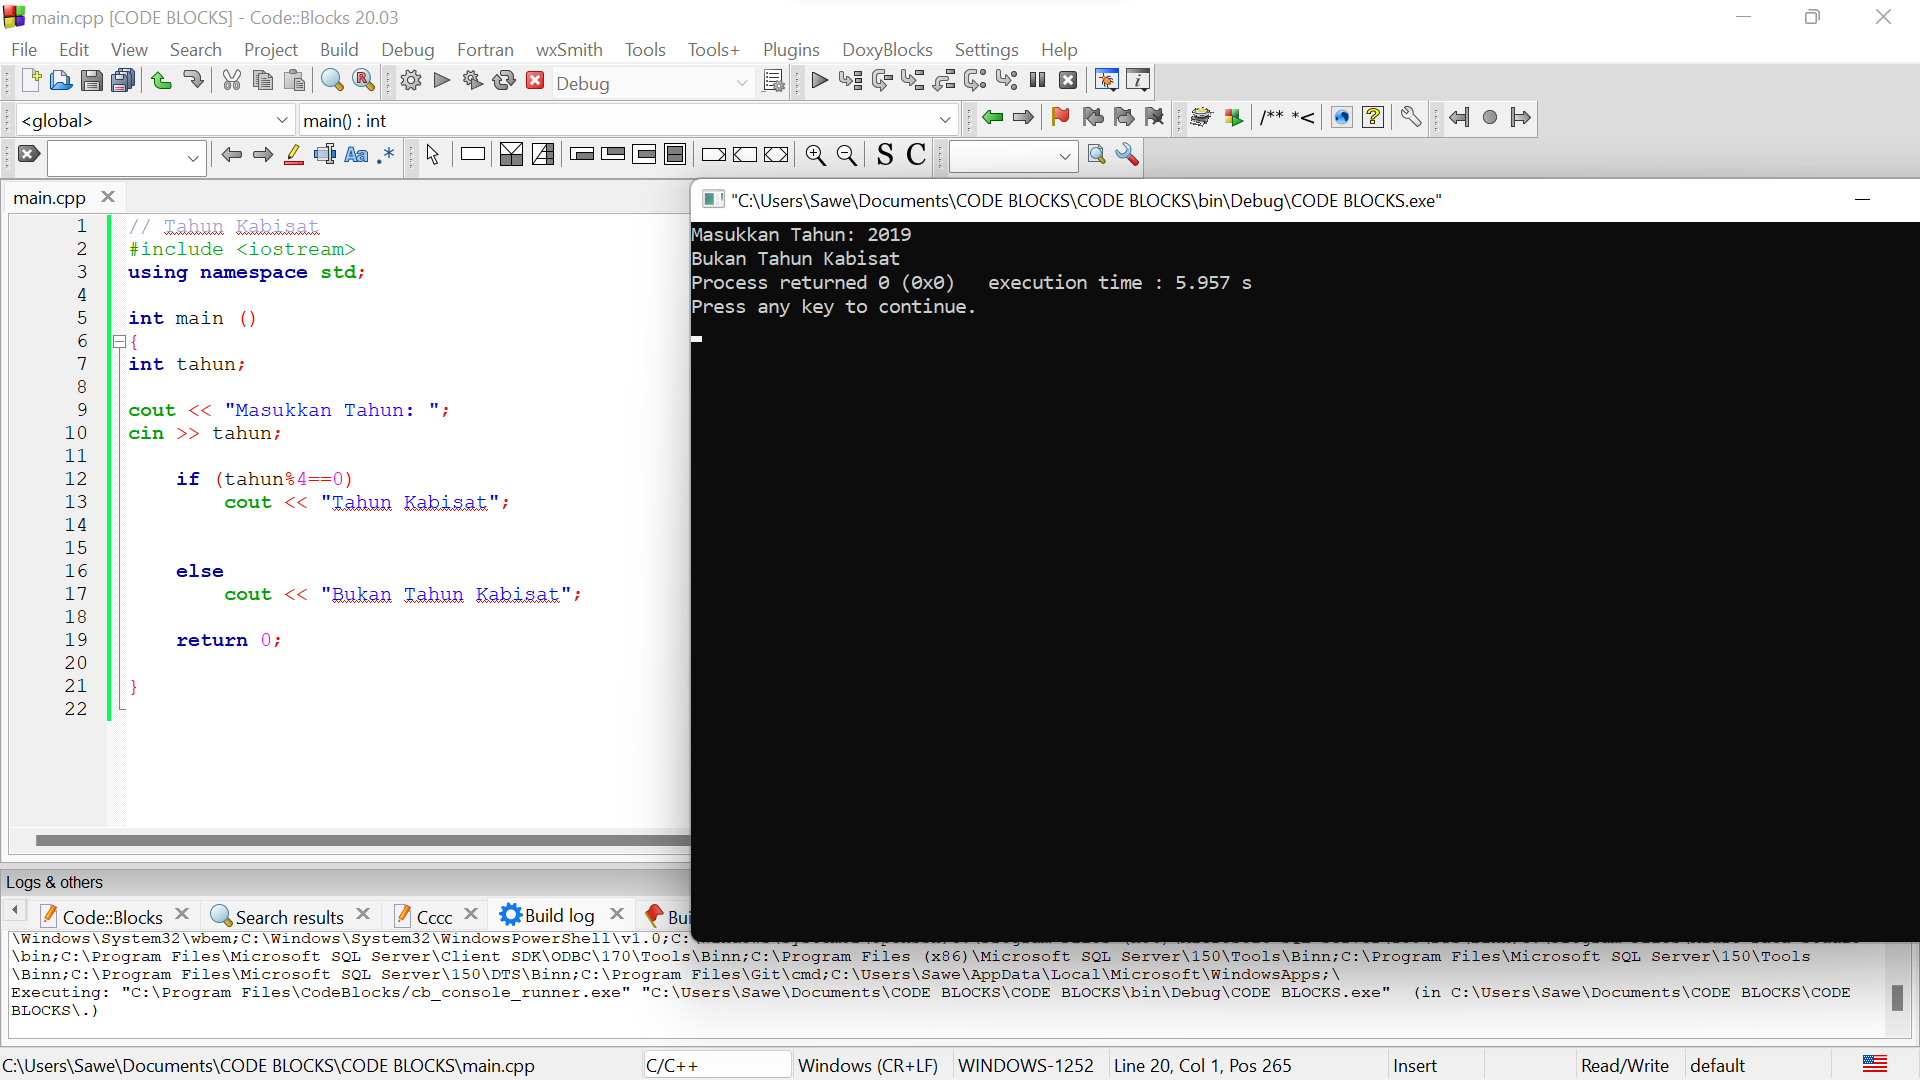 main.cpp [CODE BLOCKS] - Code::Blocks 20.03
File Edit View Search Project Build Debug Fortran wxSmith Tools Tools+ Plugins DoxyBlocks Settings Help
Debug
<global> main() : int
/** *<
Aa .* S C
main.cpp
"C:\Users\Sawe\Documents\CODE BLOCKS\CODE BLOCKS\bin\Debug\CODE BLOCKS.exe"
1 // Tahun Kabisat
2 #include <iostream>
3 using namespace std;
4
5 int main ()
6 {
7 int tahun;
8
9 cout << "Masukkan Tahun: ";
10 cin >> tahun;
11
12 if (tahun%4==0)
13 cout << "Tahun Kabisat";
14
15
16 else
17 cout << "Bukan Tahun Kabisat";
18
19 return 0;
20
21 }
22
Masukkan Tahun: 2019
Bukan Tahun Kabisat
Process returned 0 (0x0)   execution time : 5.957 s
Press any key to continue.
Logs & others
Code::Blocks Search results Cccc Build log Bui
\Windows\System32\wbem;C:\Windows\System32\WindowsPowerShell\v1.0;C:
\bin;C:\Program Files\Microsoft SQL Server\Client SDK\ODBC\170\Tools\Binn;C:\Program Files (x86)\Microsoft SQL Server\150\Tools\Binn;C:\Program Files\Microsoft SQL Server\150\Tools
\Binn;C:\Program Files\Microsoft SQL Server\150\DTS\Binn;C:\Program Files\Git\cmd;C:\Users\Sawe\AppData\Local\Microsoft\WindowsApps;\
Executing: "C:\Program Files\CodeBlocks/cb_console_runner.exe" "C:\Users\Sawe\Documents\CODE BLOCKS\CODE BLOCKS\bin\Debug\CODE BLOCKS.exe"  (in C:\Users\Sawe\Documents\CODE BLOCKS\CODE
BLOCKS\.)
C:\Users\Sawe\Documents\CODE BLOCKS\CODE BLOCKS\main.cpp C/C++ Windows (CR+LF) WINDOWS-1252 Line 20, Col 1, Pos 265 Insert Read/Write default